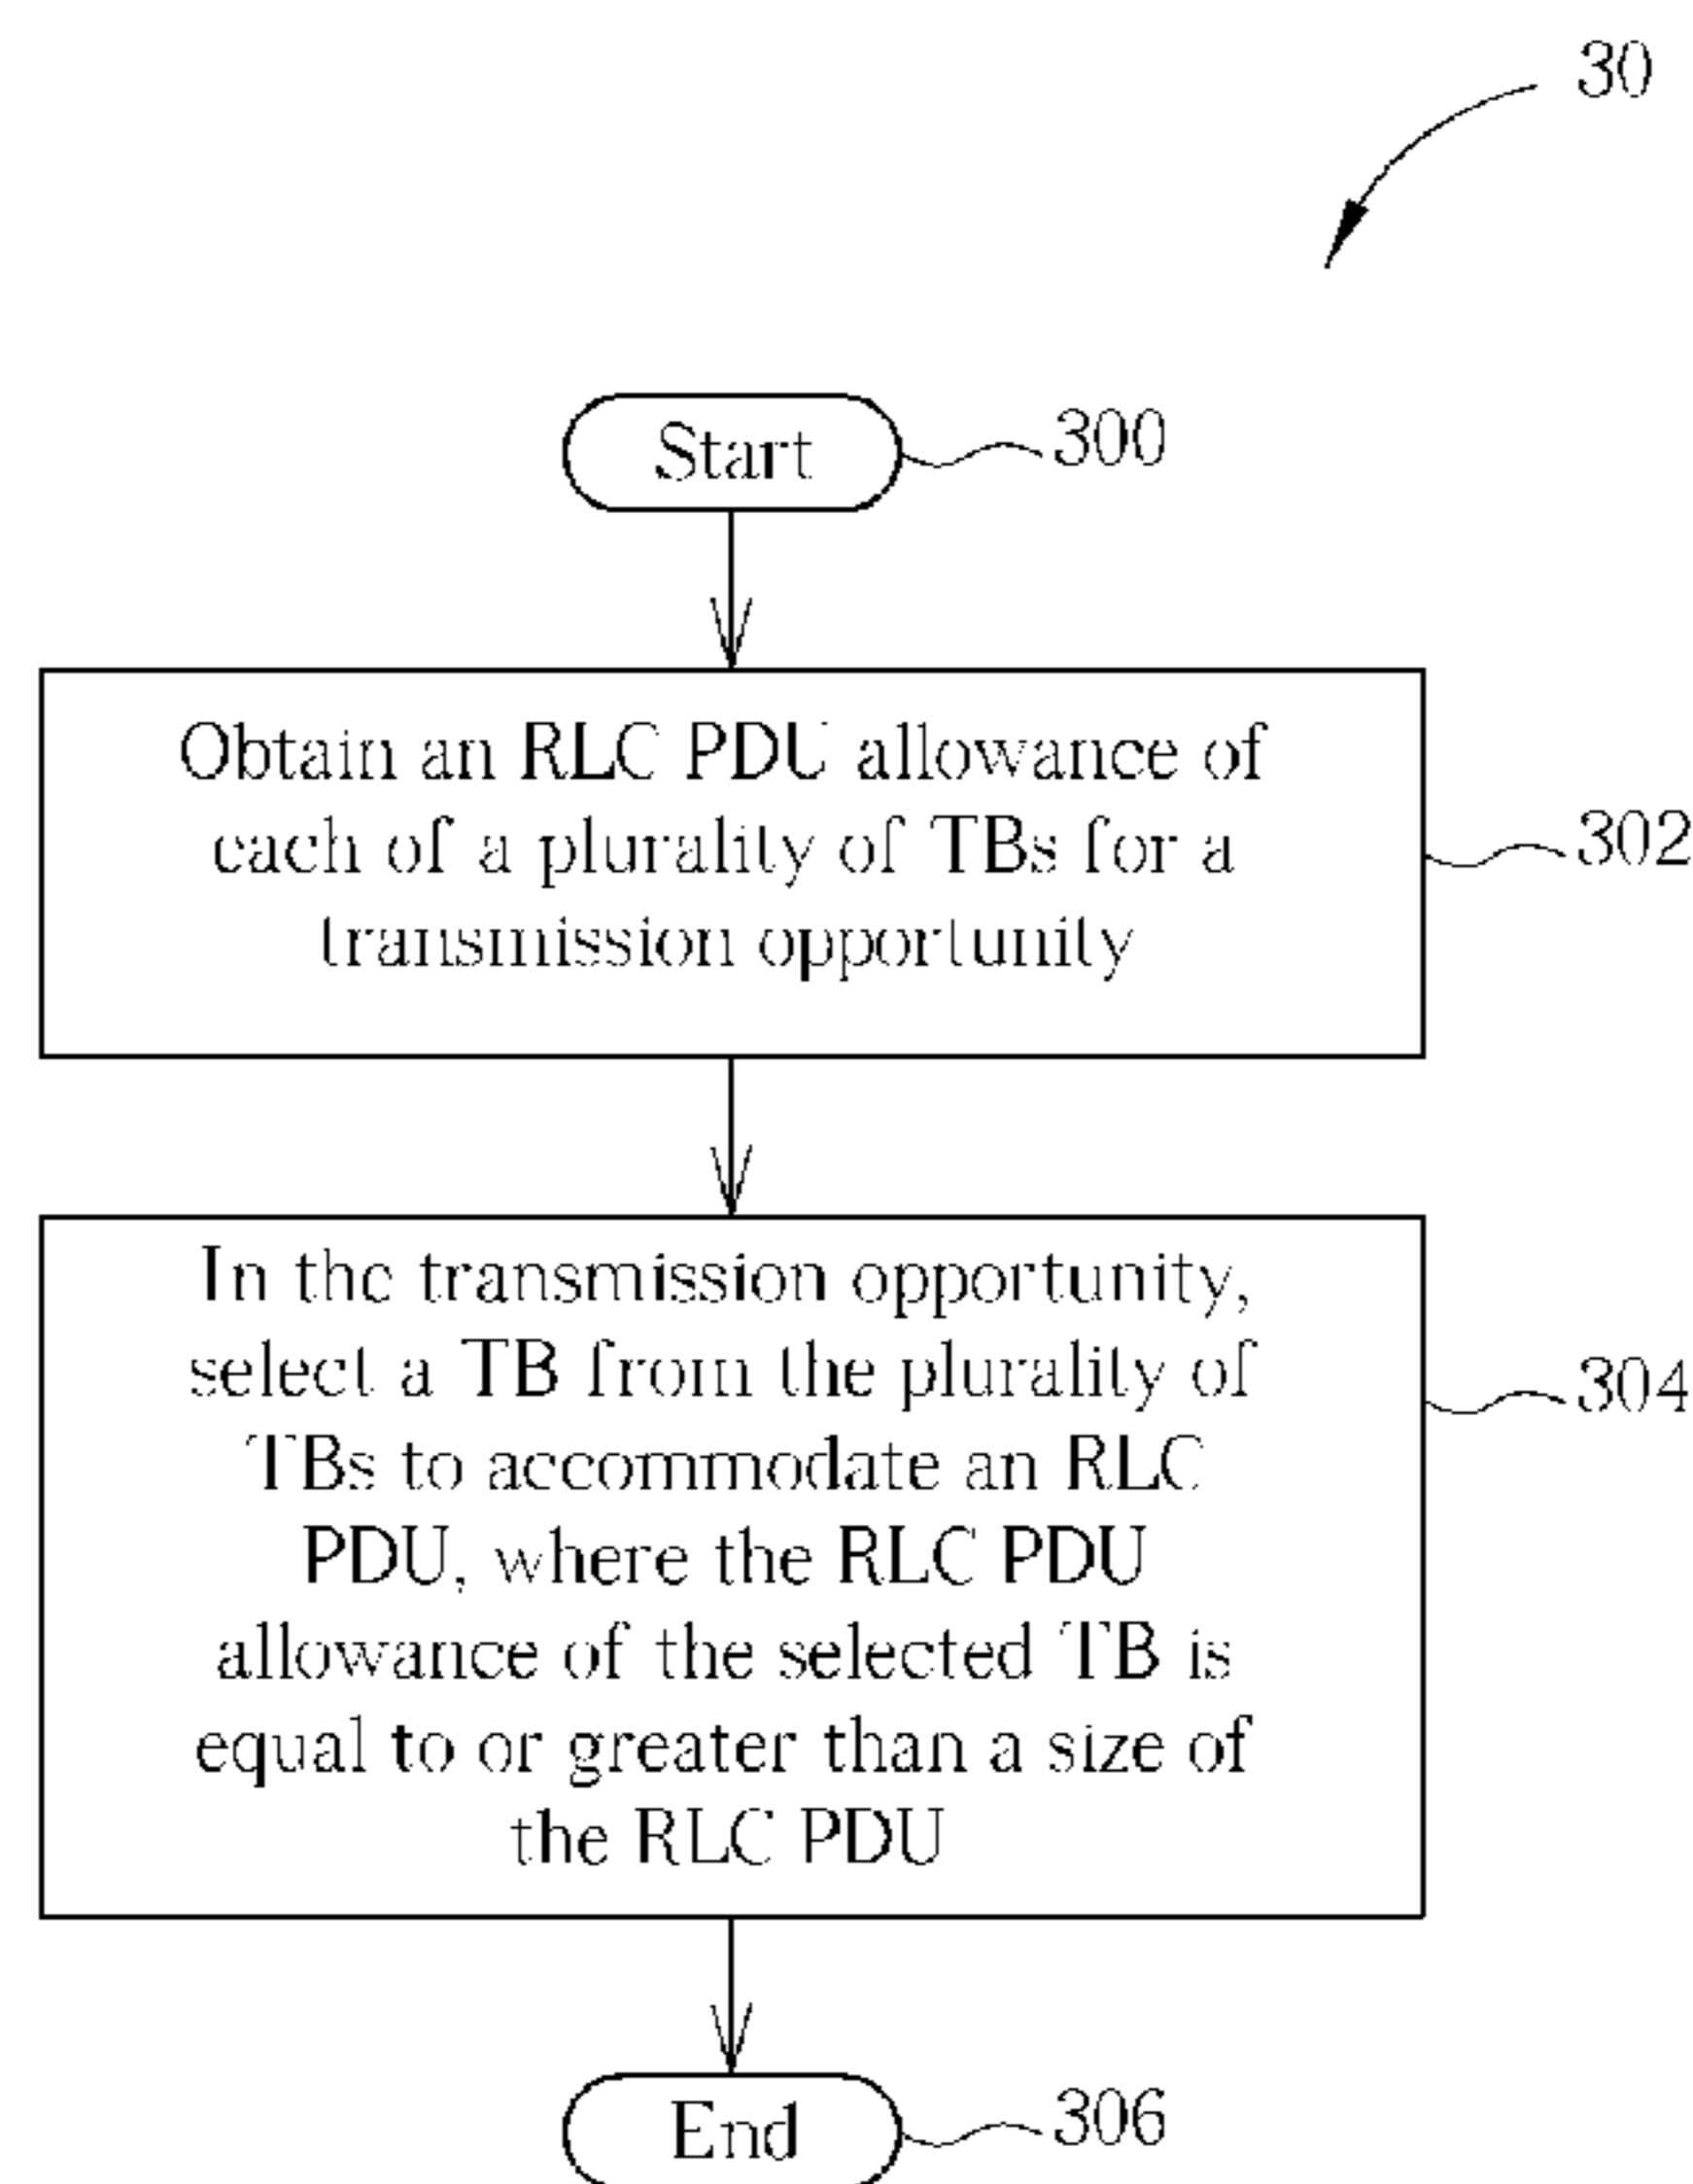 30
Start
300
Obtain an RLC PDU allowance of
each of a plurality of TBs for a
transmission opportunity
302
In the transmission opportunity,
select a TB from the plurality of
TBs to accommodate an RLC
PDU, where the RLC PDU
allowance of the selected TB is
equal to or greater than a size of
the RLC PDU
304
End
306